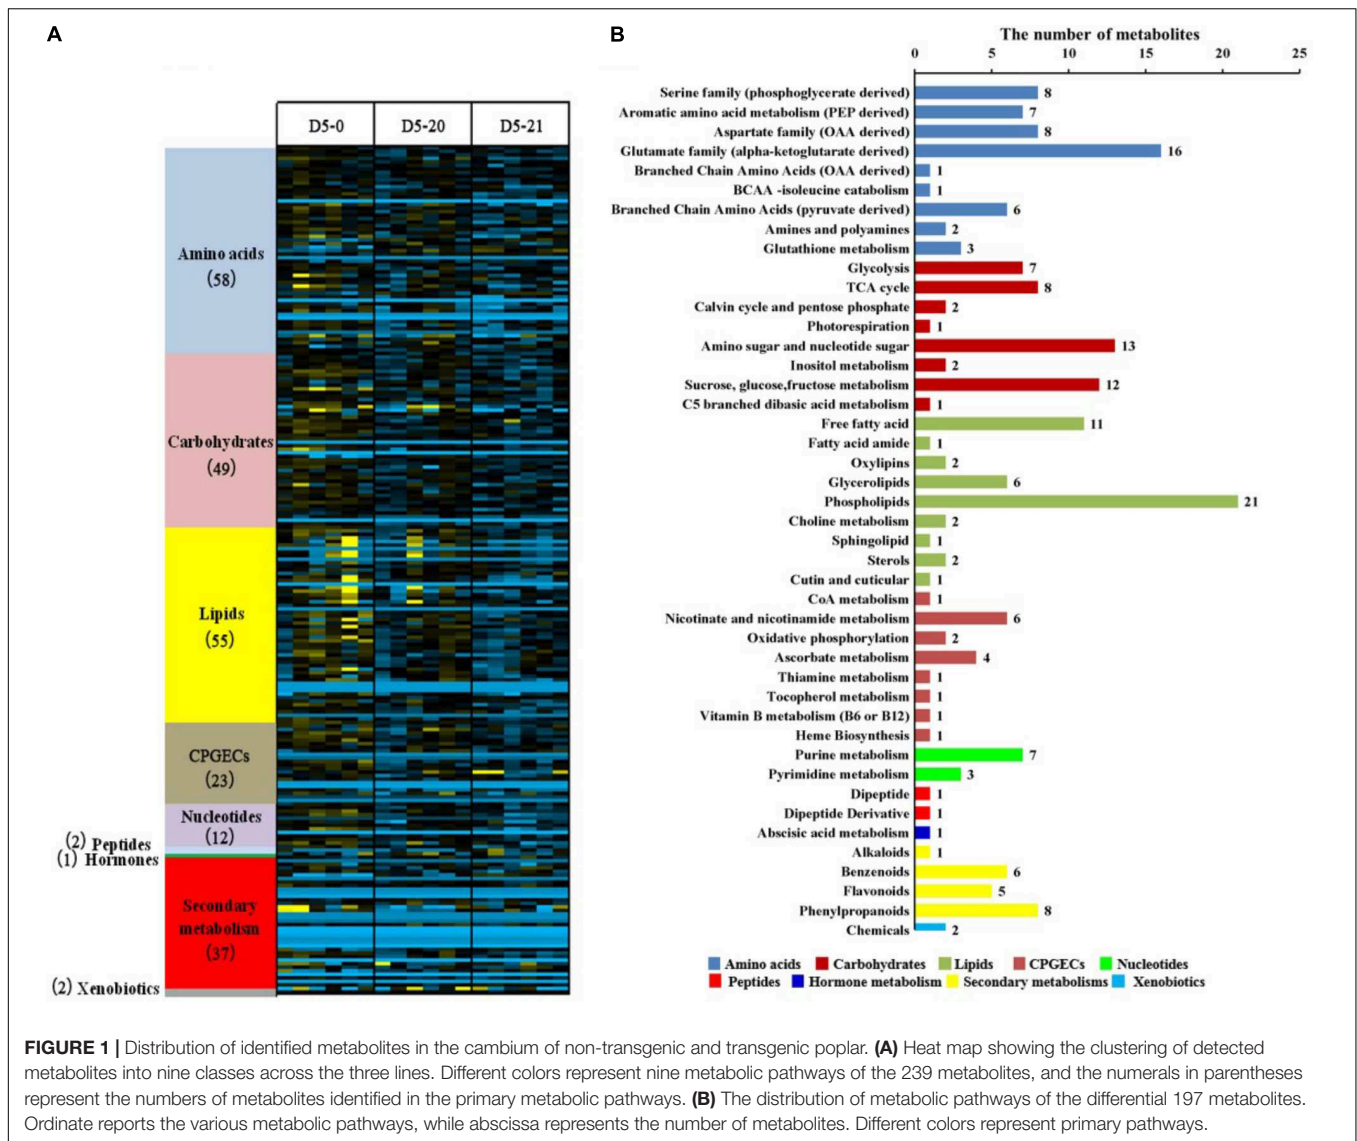 A
D5-0 D5-20 D5-21
Amino acids
(58)
Carbohydrates
(49)
Lipids
(55)
CPGECs
(23)
Nucleotides
(12)
(2) Peptides
(1) Hormones
Secondary
metabolism
(37)
(2) Xenobiotics
B
The number of metabolites
0 5 10 15 20 25
Serine family (phosphoglycerate derived) 8
Aromatic amino acid metabolism (PEP derived) 7
Aspartate family (OAA derived) 8
Glutamate family (alpha-ketoglutarate derived) 16
Branched Chain Amino Acids (OAA derived) 1
BCAA -isoleucine catabolism 1
Branched Chain Amino Acids (pyruvate derived) 6
Amines and polyamines 2
Glutathione metabolism 3
Glycolysis 7
TCA cycle 8
Calvin cycle and pentose phosphate 2
Photorespiration 1
Amino sugar and nucleotide sugar 13
Inositol metabolism 2
Sucrose, glucose,fructose metabolism 12
C5 branched dibasic acid metabolism 1
Free fatty acid 11
Fatty acid amide 1
Oxylipins 2
Glycerolipids 6
Phospholipids 21
Choline metabolism 2
Sphingolipid 1
Sterols 2
Cutin and cuticular 1
CoA metabolism 1
Nicotinate and nicotinamide metabolism 6
Oxidative phosphorylation 2
Ascorbate metabolism 4
Thiamine metabolism 1
Tocopherol metabolism 1
Vitamin B metabolism (B6 or B12) 1
Heme Biosynthesis 1
Purine metabolism 7
Pyrimidine metabolism 3
Dipeptide 1
Dipeptide Derivative 1
Abscisic acid metabolism 1
Alkaloids 1
Benzenoids 6
Flavonoids 5
Phenylpropanoids 8
Chemicals 2
Amino acids Carbohydrates Lipids CPGECs Nucleotides
Peptides Hormone metabolism Secondary metabolisms Xenobiotics
FIGURE 1 | Distribution of identified metabolites in the cambium of non-transgenic and transgenic poplar. (A) Heat map showing the clustering of detected
metabolites into nine classes across the three lines. Different colors represent nine metabolic pathways of the 239 metabolites, and the numerals in parentheses
represent the numbers of metabolites identified in the primary metabolic pathways. (B) The distribution of metabolic pathways of the differential 197 metabolites.
Ordinate reports the various metabolic pathways, while abscissa represents the number of metabolites. Different colors represent primary pathways.